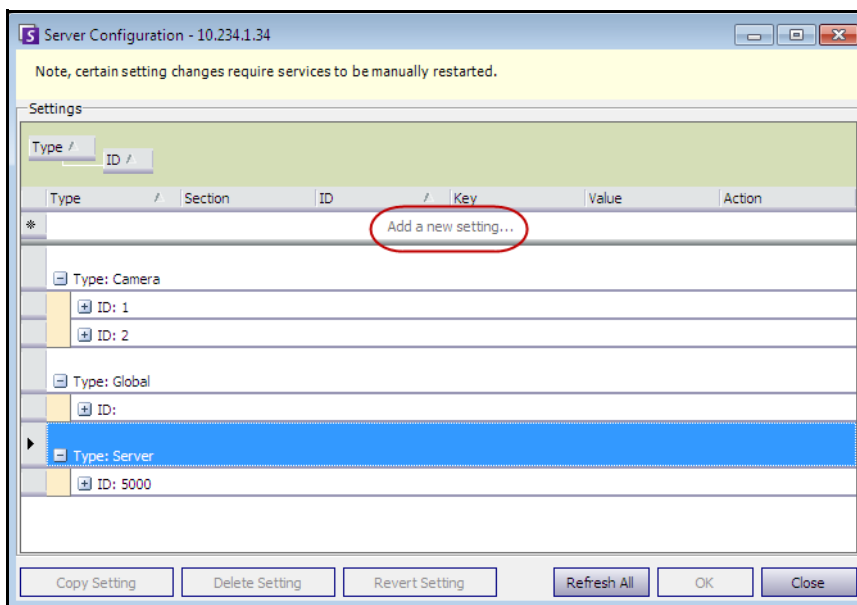 Server Configuration - 10.234.1.34
Note, certain setting changes require services to be manually restarted.
Settings
Type
ID
Type Section ID Key Value Action
Add a new setting...
Type: Camera
ID: 1
ID: 2
Type: Global
ID:
Type: Server
ID: 5000
Copy Setting Delete Setting Revert Setting Refresh All OK Close